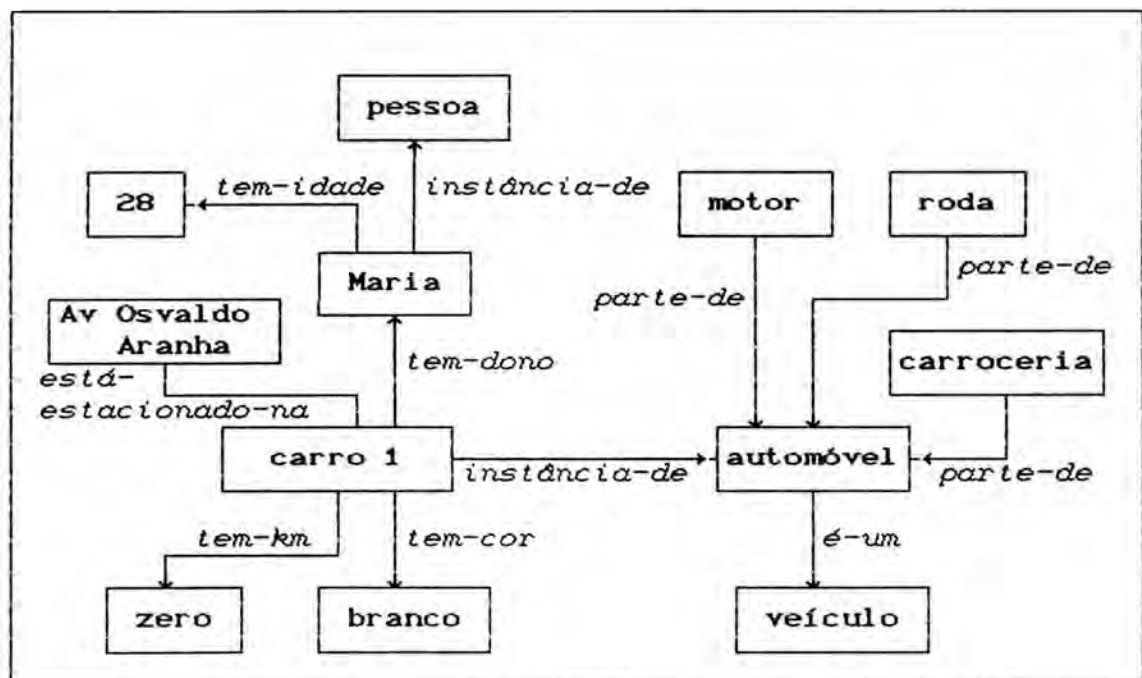 pessoa
28
tem-idade
instância-de
motor
roda
Maria
parte-de
parte-de
Av Osvaldo
Aranha
carroceria
está-
estacionado-na
tem-dono
carro 1
instância-de
automóvel
parte-de
tem-km
tem-cor
é-um
zero
branco
veículo